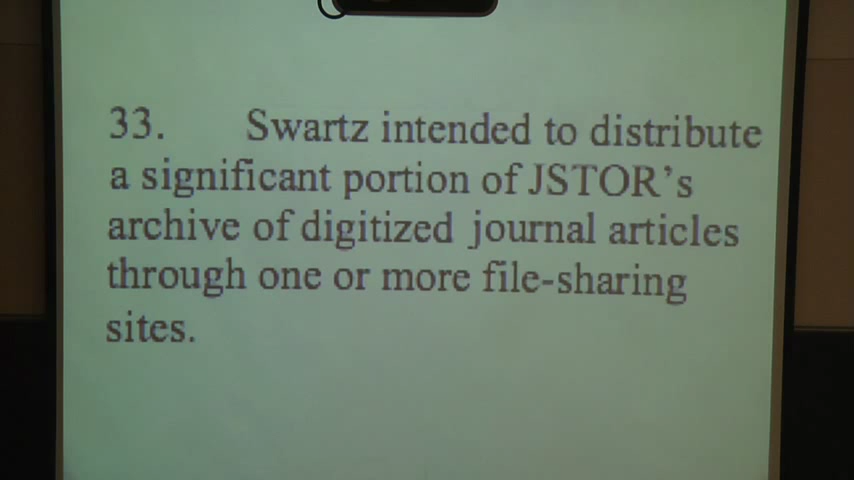 33. Swartz intended to distribute
a significant portion of JSTOR's
archive of digitized journal articles
through one or more file-sharing
sites.